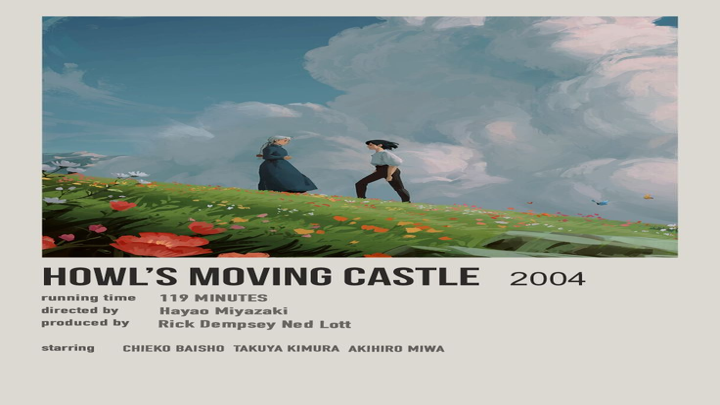 HOWL'S MOVING CASTLE 2004
running time 119 MINUTES
directed by Hayao Miyazaki
produced by Rick Dempsey Ned Lott
starring CHIEKO BAISHO TAKUYA KIMURA AKIHIRO MIWA